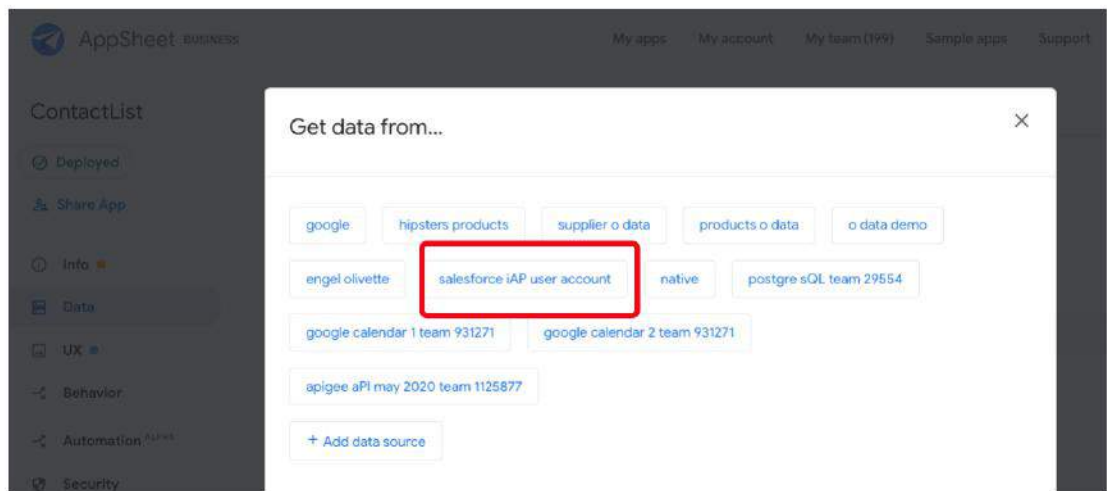 AppSheet BUSINESS
My apps My account My team (199) Sample apps Support
ContactList
Deployed
Share App
Info
Data
UX
Behavior
Automation ALPHA
Security
Get data from...
google hipsters products supplier o data products o data o data demo
engel olivette salesforce iAP user account native postgre sQL team 29554
google calendar 1 team 931271 google calendar 2 team 931271
apigee aPI may 2020 team 1125877
+ Add data source